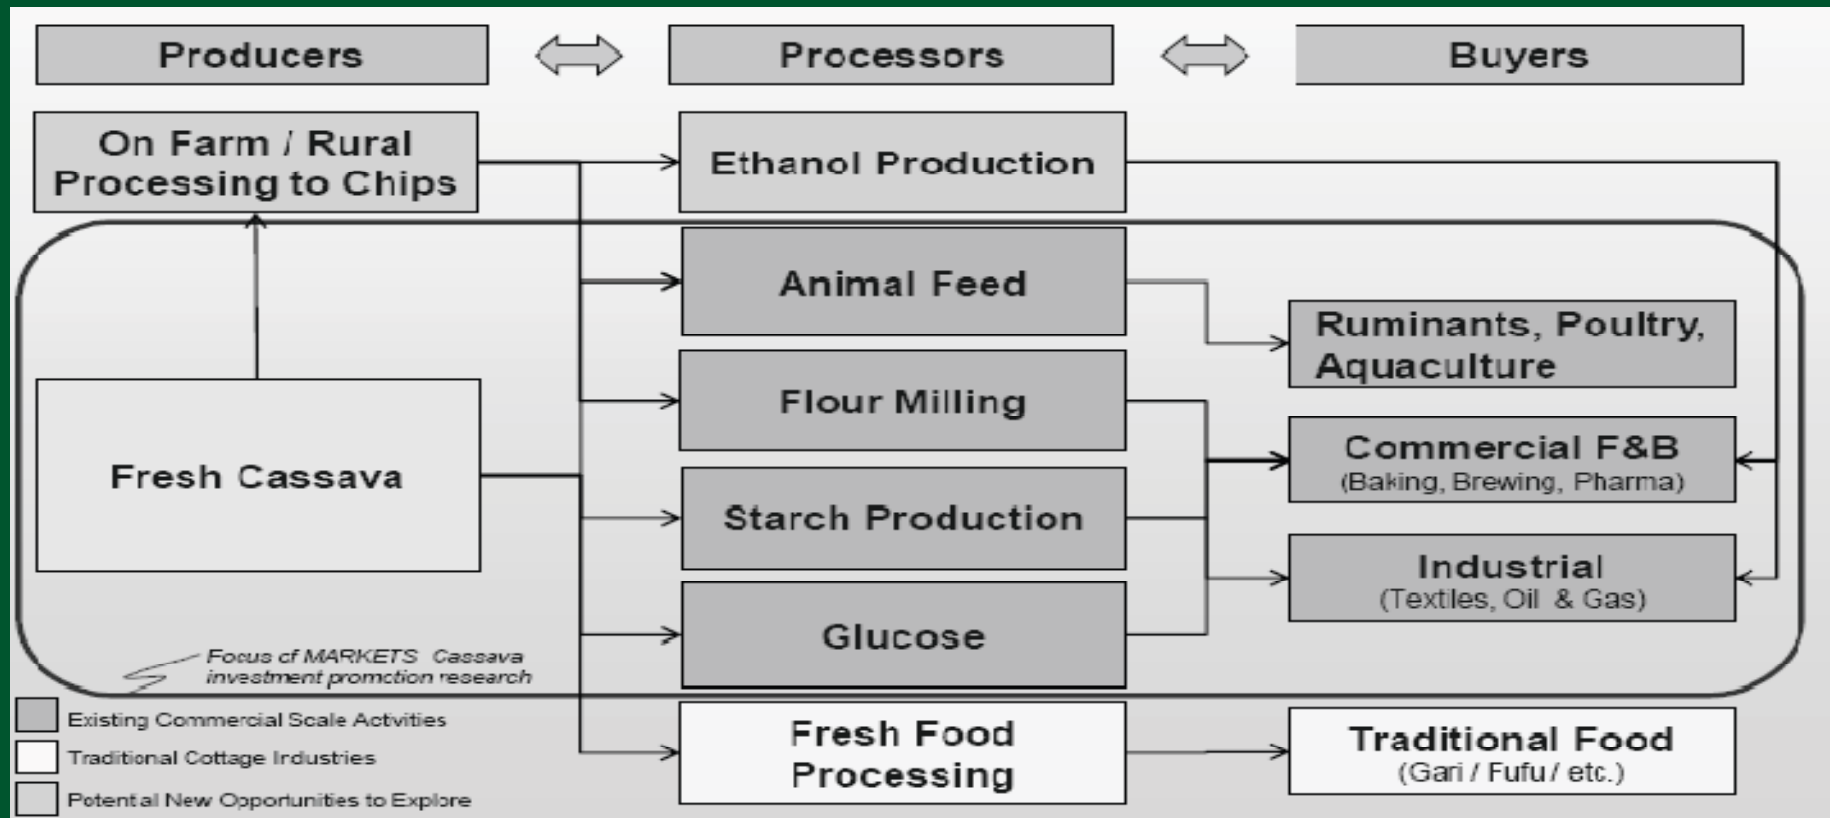 Producers
Processors
Buyers
On Farm / Rural
Processing to Chips
Ethanol Production
Animal Feed
Ruminants, Poultry,
Aquaculture
Flour Milling
Fresh Cassava
Commercial F&B
(Baking, Brewing, Pharma)
Starch Production
Industrial
(Textiles, Oil & Gas)
Glucose
Focus of MARKETS Cassava
investment promotion research
Existing Commercial Scale Activities
Traditional Cottage Industries
Potential New Opportunities to Explore
Fresh Food
Processing
Traditional Food
(Gari / Fufu / etc.)